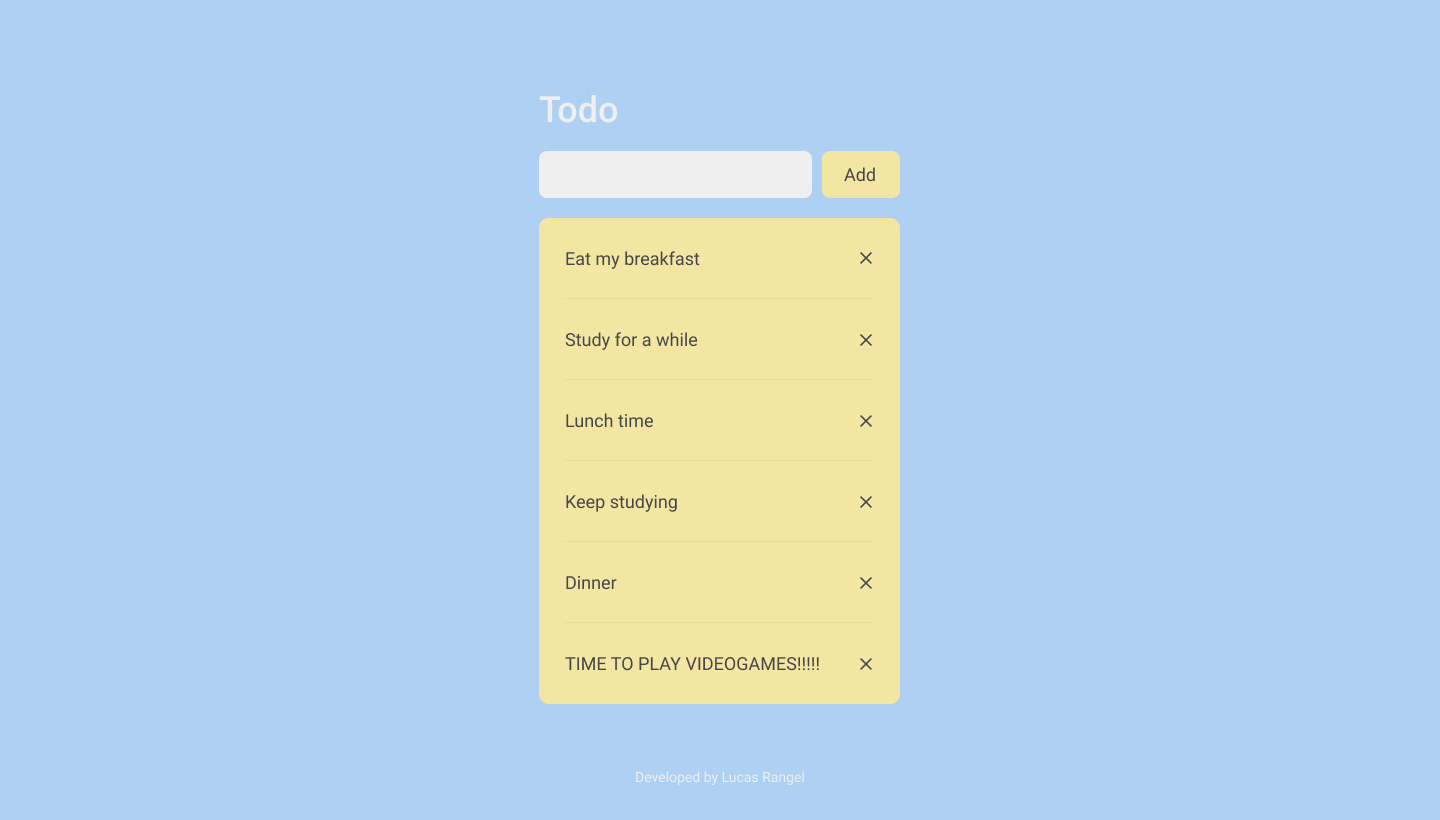 Todo
Add
Eat my breakfast
Study for a while
Lunch time
Keep studying
Dinner
TIME TO PLAY VIDEOGAMES!!!!!
Developed by Lucas Rangel